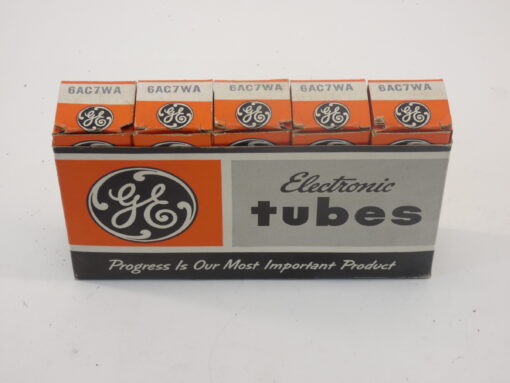 6AC7WA 6AC7WA 6AC7WA 6AC7WA 6AC7WA
GE GE GE GE GE
GE
Electronic
tubes
Progress Is Our Most Important Product